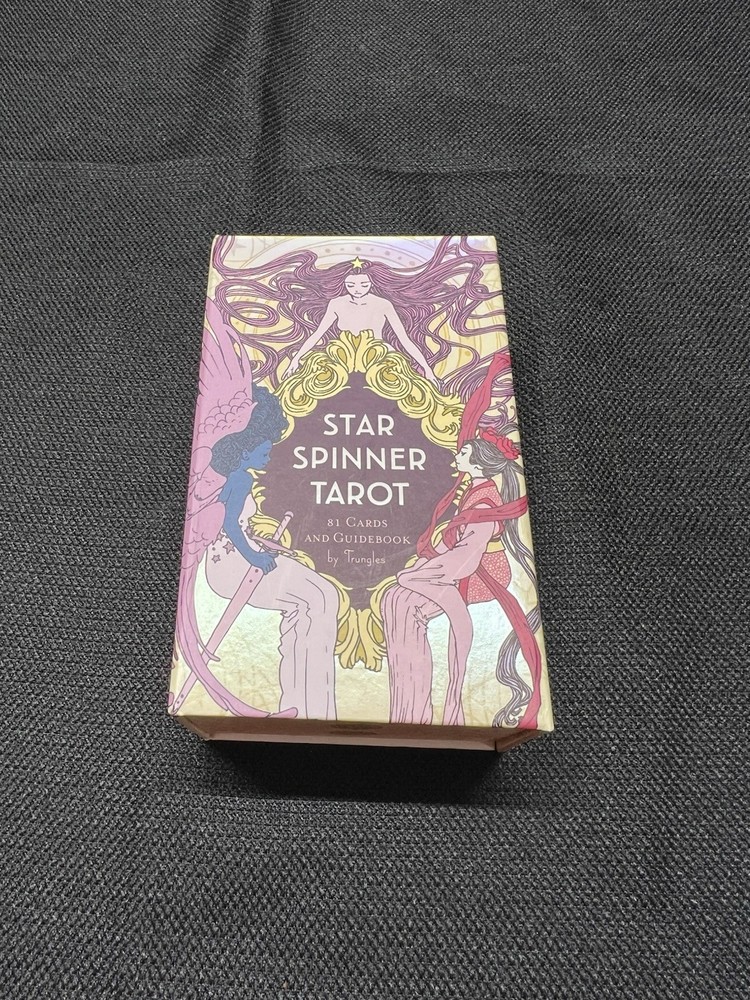 STAR
SPINNER
TAROT
81 CARDS
AND GUIDEBOOK
by Trungles